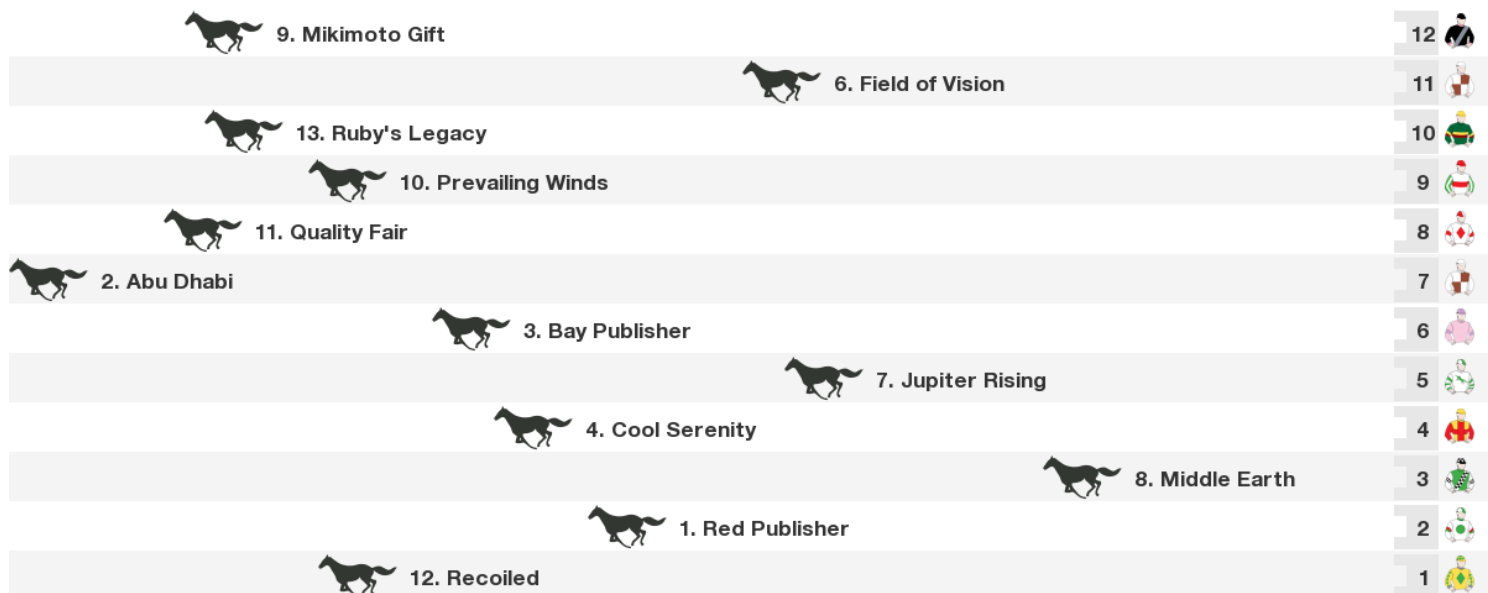 9. Mikimoto Gift 12
6. Field of Vision 11
13. Ruby's Legacy 10
10. Prevailing Winds 9
11. Quality Fair 8
2. Abu Dhabi 7
3. Bay Publisher 6
7. Jupiter Rising 5
4. Cool Serenity 4
8. Middle Earth 3
1. Red Publisher 2
12. Recoiled 1